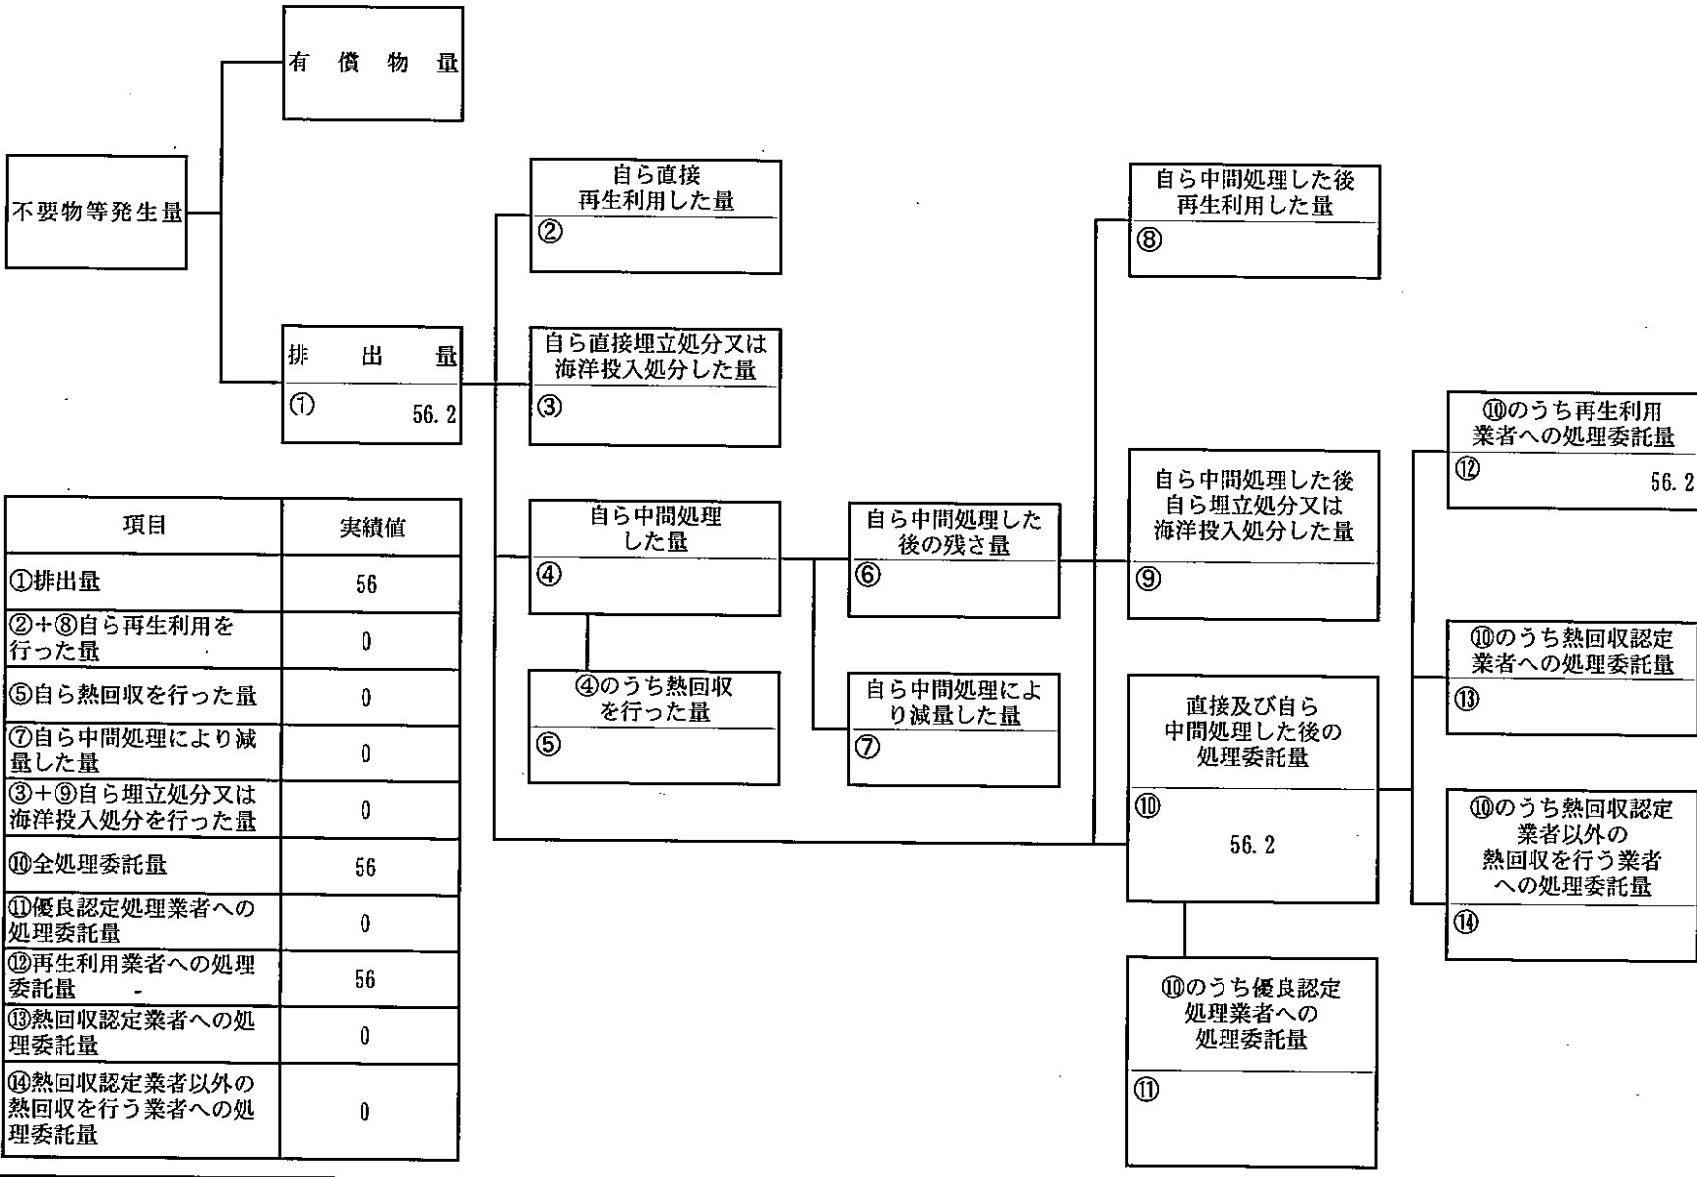 有償物量
不要物等発生量
排出量
①
56.2
自ら直接
再生利用した量
②
自ら直接埋立処分又は
海洋投入処分した量
③
自ら中間処理
した量
④
④のうち熱回収
を行った量
⑤
自ら中間処理した
後の残さ量
⑥
自ら中間処理によ
り減量した量
⑦
自ら中間処理した後
再生利用した量
⑧
自ら中間処理した後
自ら埋立処分又は
海洋投入処分した量
⑨
直接及び自ら
中間処理した後の
処理委託量
⑩
56.2
⑩のうち優良認定
処理業者への
処理委託量
⑪
⑩のうち再生利用
業者への処理委託量
⑫
56.2
⑩のうち熱回収認定
業者への処理委託量
⑬
⑩のうち熱回収認定
業者以外の
熱回収を行う業者
への処理委託量
⑭
項目 実績値
①排出量 56
②+⑧自ら再生利用を
行った量 0
⑤自ら熱回収を行った量 0
⑦自ら中間処理により減
量した量 0
③+⑨自ら埋立処分又は
海洋投入処分を行った量 0
⑩全処理委託量 56
⑪優良認定処理業者への
処理委託量 0
⑫再生利用業者への処理
委託量 56
⑬熱回収認定業者への処
理委託量 0
⑭熱回収認定業者以外の
熱回収を行う業者への処
理委託量 0